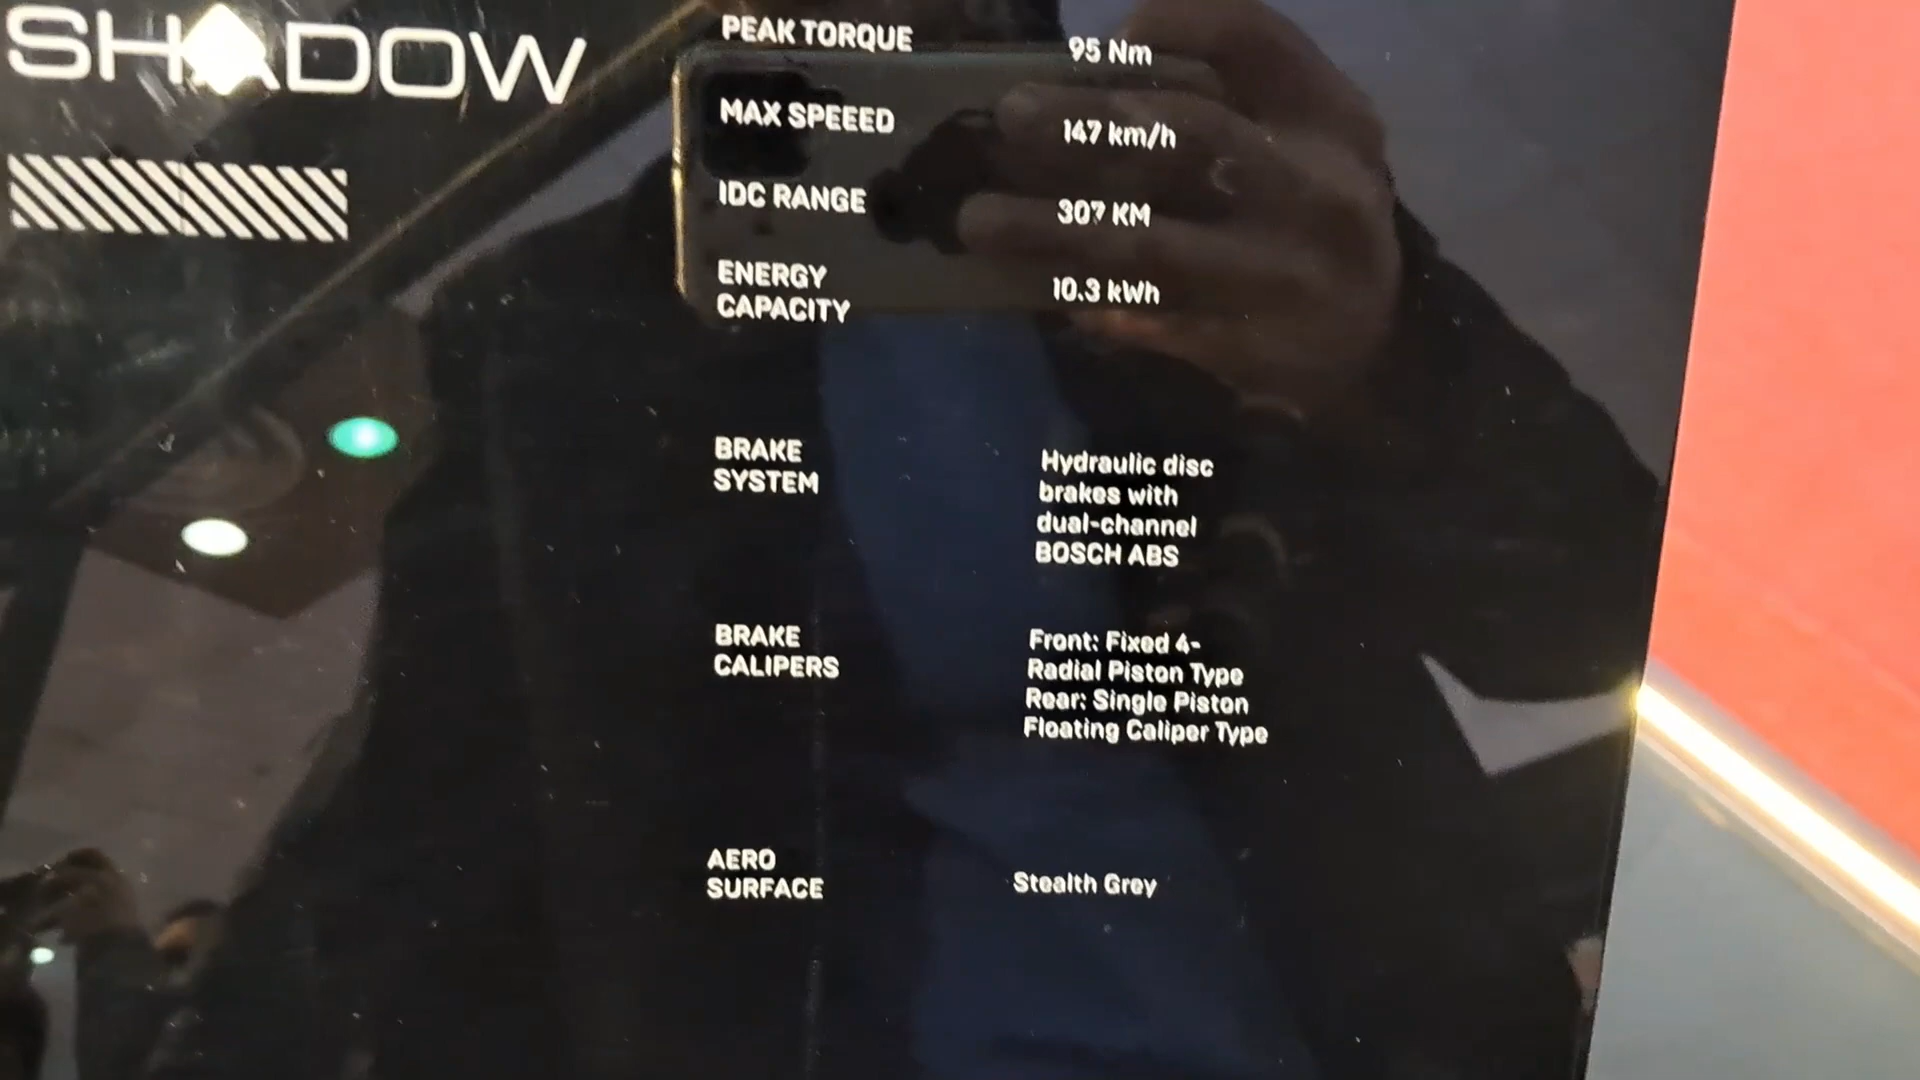 SHADOW
PEAK TORQUE 95 Nm
MAX SPEEED 147 km/h
IDC RANGE 307 KM
ENERGY
CAPACITY
10.3 kWh
BRAKE
SYSTEM
Hydraulic disc
brakes with
dual-channel
BOSCH ABS
BRAKE
CALIPERS
Front: Fixed 4-
Radial Piston Type
Rear: Single Piston
Floating Caliper Type
AERO
SURFACE
Stealth Grey